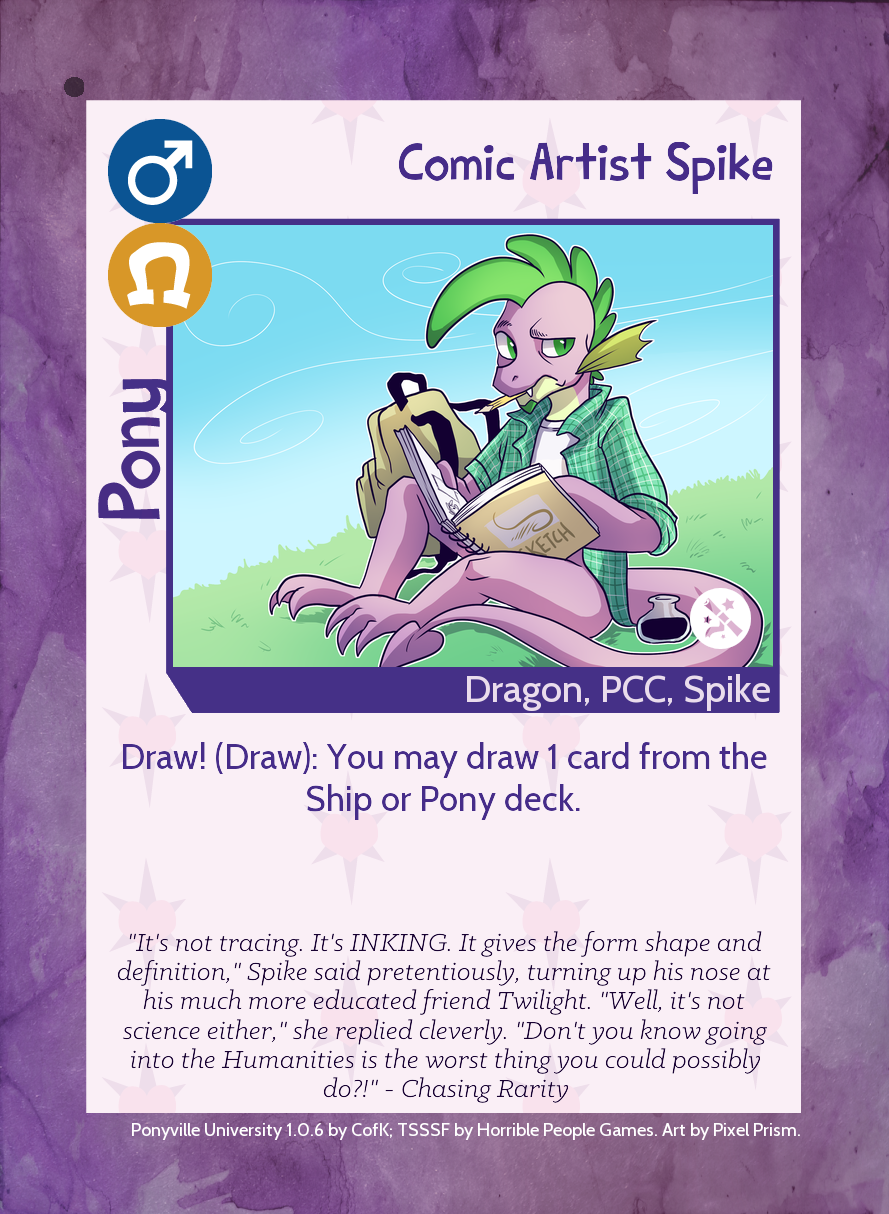 Comic Artist Spike
Pony
SKETCH
Dragon, PCC, Spike
Draw! (Draw): You may draw 1 card from the
Ship or Pony deck.
"It's not tracing. It's INKING. It gives the form shape and
definition," Spike said pretentiously, turning up his nose at
his much more educated friend Twilight. "Well, it's not
science either," she replied cleverly. "Don't you know going
into the Humanities is the worst thing you could possibly
do?!" - Chasing Rarity
Ponyville University 1.0.6 by CofK; TSSSF by Horrible People Games. Art by Pixel Prism.